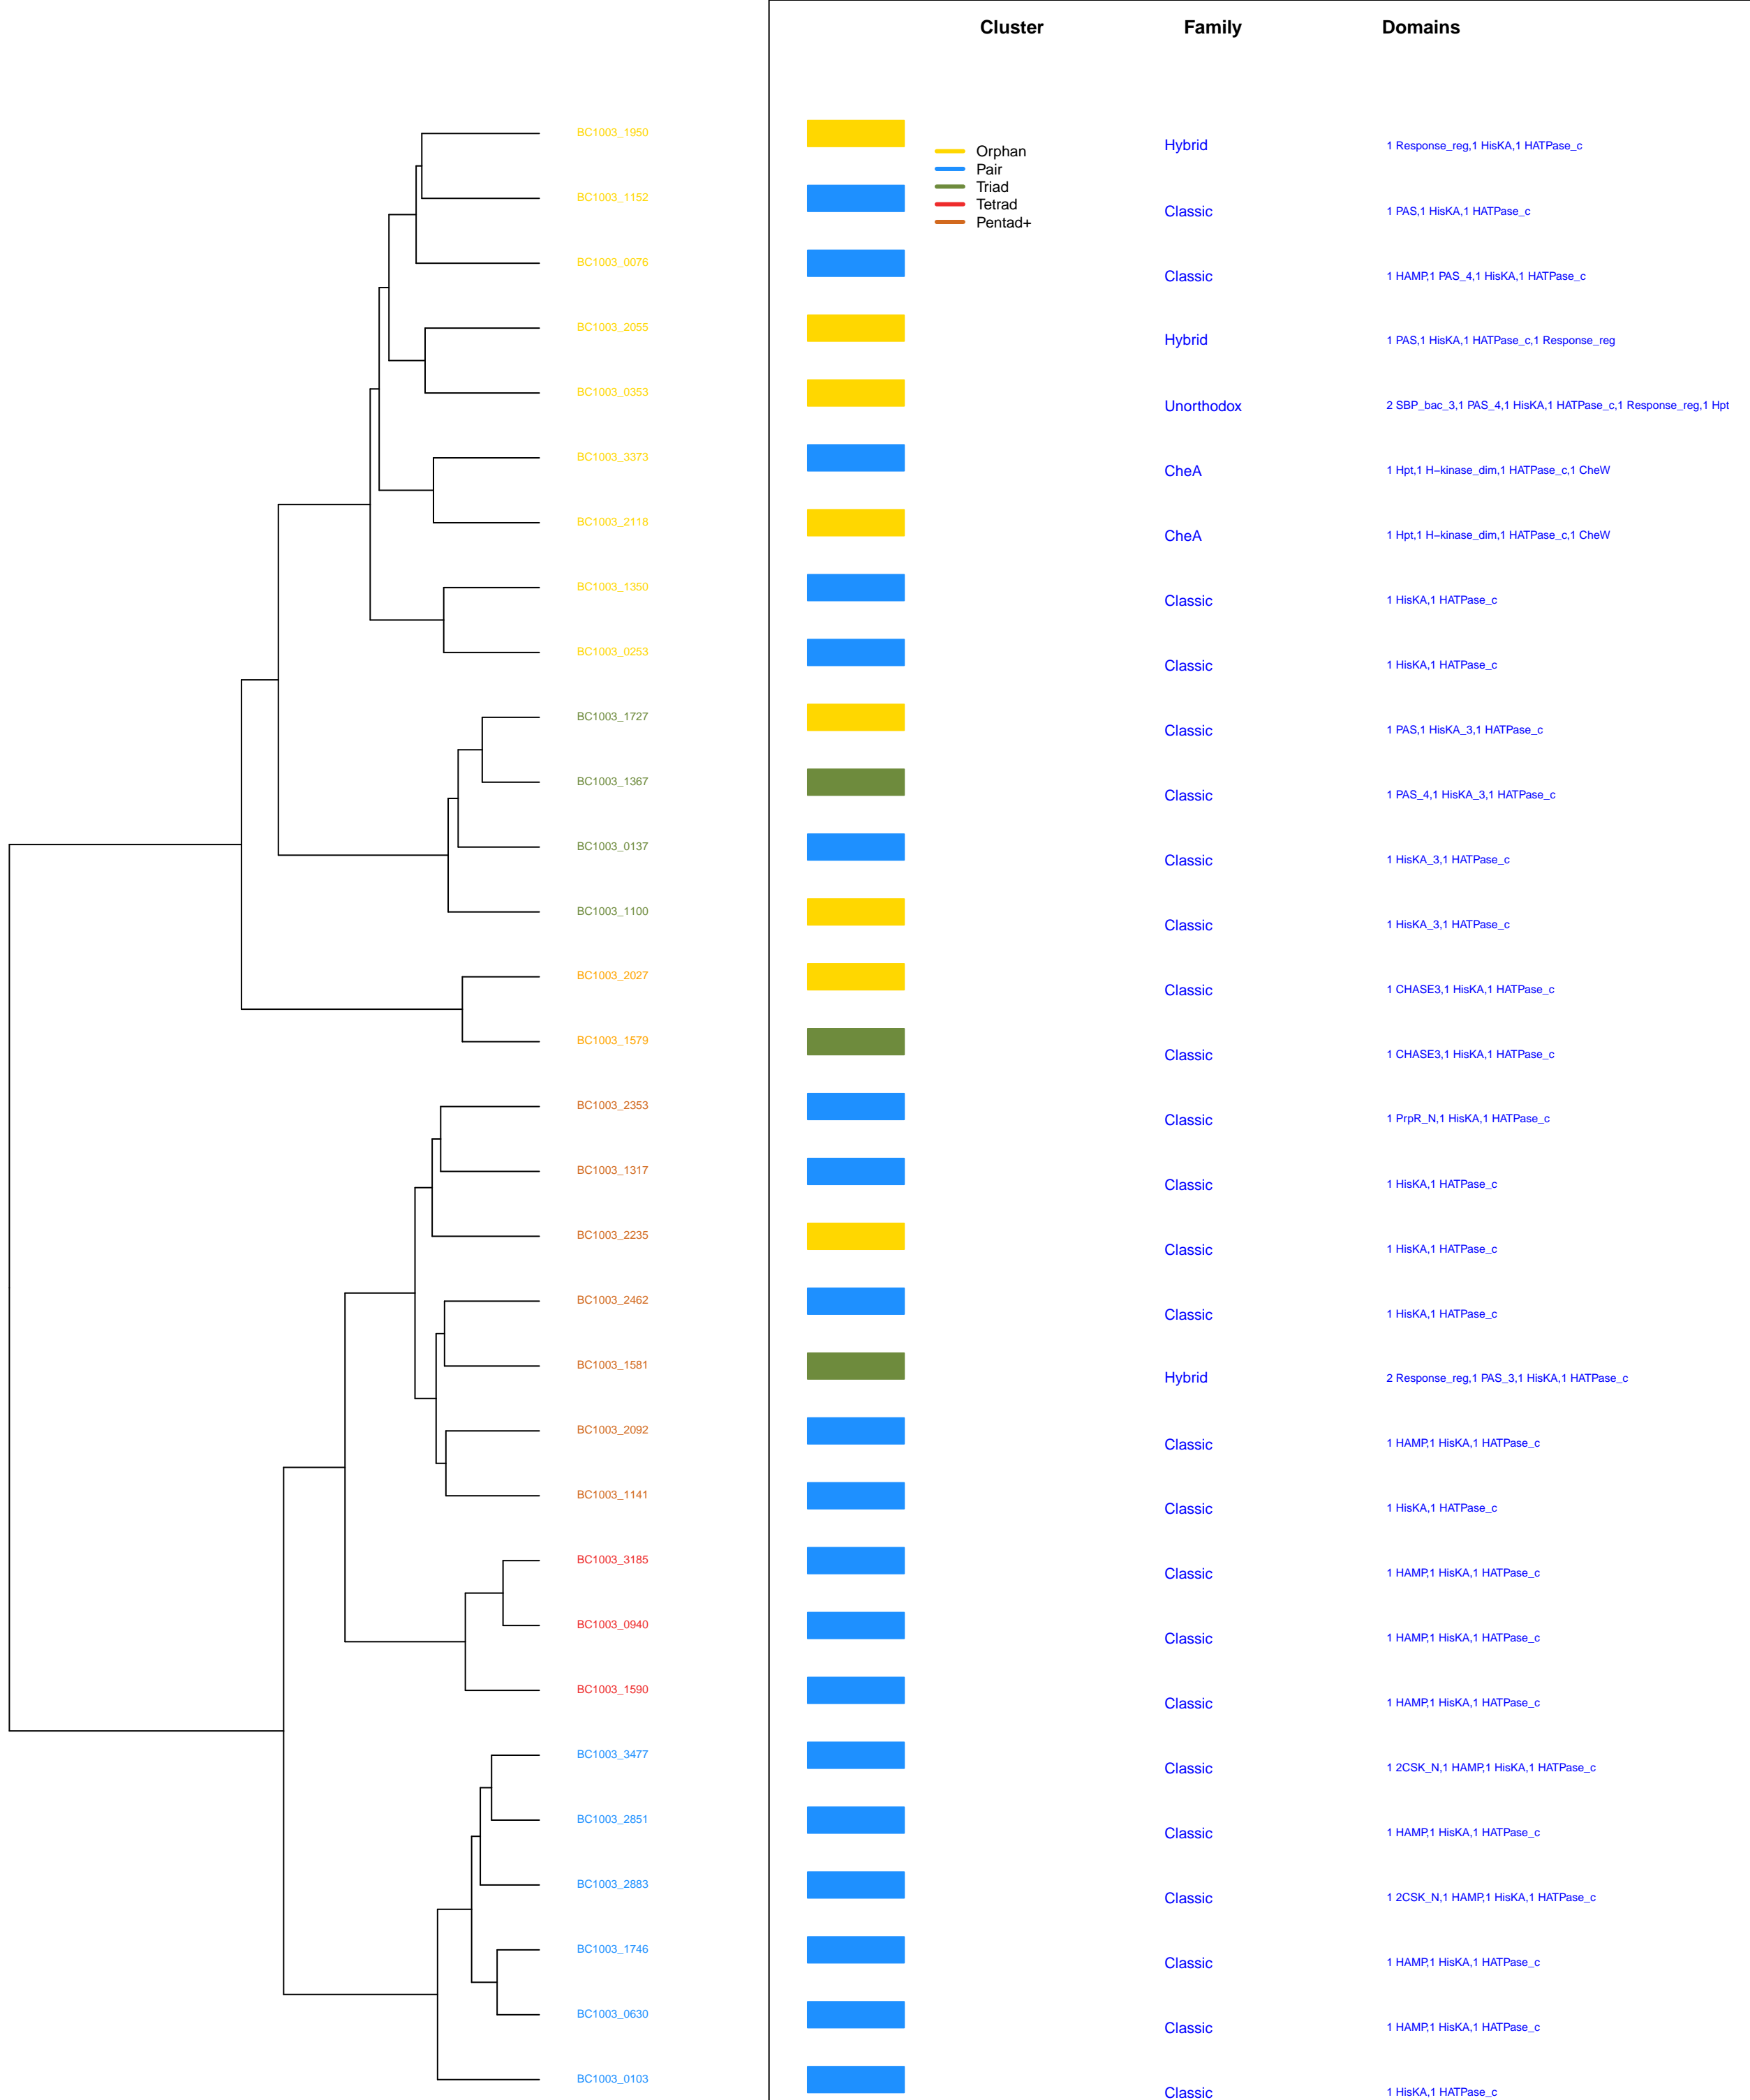 Cluster Family Domains
BC1003_1950 Hybrid 1 Response_reg,1 HisKA,1 HATPase_c
Orphan
Pair
Triad
Tetrad
Pentad+
BC1003_1152 Classic 1 PAS,1 HisKA,1 HATPase_c
BC1003_0076 Classic 1 HAMP,1 PAS_4,1 HisKA,1 HATPase_c
BC1003_2055 Hybrid 1 PAS,1 HisKA,1 HATPase_c,1 Response_reg
BC1003_0353 Unorthodox 2 SBP_bac_3,1 PAS_4,1 HisKA,1 HATPase_c,1 Response_reg,1 Hpt
BC1003_3373 CheA 1 Hpt,1 H−kinase_dim,1 HATPase_c,1 CheW
BC1003_2118 CheA 1 Hpt,1 H−kinase_dim,1 HATPase_c,1 CheW
BC1003_1350 Classic 1 HisKA,1 HATPase_c
BC1003_0253 Classic 1 HisKA,1 HATPase_c
BC1003_1727 Classic 1 PAS,1 HisKA_3,1 HATPase_c
BC1003_1367 Classic 1 PAS_4,1 HisKA_3,1 HATPase_c
BC1003_0137 Classic 1 HisKA_3,1 HATPase_c
BC1003_1100 Classic 1 HisKA_3,1 HATPase_c
BC1003_2027 Classic 1 CHASE3,1 HisKA,1 HATPase_c
BC1003_1579 Classic 1 CHASE3,1 HisKA,1 HATPase_c
BC1003_2353 Classic 1 PrpR_N,1 HisKA,1 HATPase_c
BC1003_1317 Classic 1 HisKA,1 HATPase_c
BC1003_2235 Classic 1 HisKA,1 HATPase_c
BC1003_2462 Classic 1 HisKA,1 HATPase_c
BC1003_1581 Hybrid 2 Response_reg,1 PAS_3,1 HisKA,1 HATPase_c
BC1003_2092 Classic 1 HAMP,1 HisKA,1 HATPase_c
BC1003_1141 Classic 1 HisKA,1 HATPase_c
BC1003_3185 Classic 1 HAMP,1 HisKA,1 HATPase_c
BC1003_0940 Classic 1 HAMP,1 HisKA,1 HATPase_c
BC1003_1590 Classic 1 HAMP,1 HisKA,1 HATPase_c
BC1003_3477 Classic 1 2CSK_N,1 HAMP,1 HisKA,1 HATPase_c
BC1003_2851 Classic 1 HAMP,1 HisKA,1 HATPase_c
BC1003_2883 Classic 1 2CSK_N,1 HAMP,1 HisKA,1 HATPase_c
BC1003_1746 Classic 1 HAMP,1 HisKA,1 HATPase_c
BC1003_0630 Classic 1 HAMP,1 HisKA,1 HATPase_c
BC1003_0103 Classic 1 HisKA,1 HATPase_c